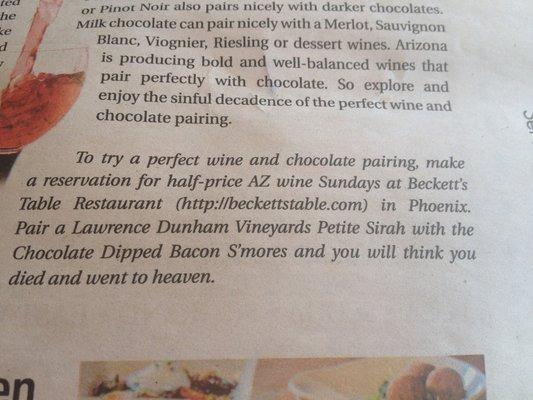 or Pinot Noir also pairs nicely with darker chocolates.
Milk chocolate can pair nicely with a Merlot, Sauvignon
Blanc, Viognier, Riesling or dessert wines. Arizona
is producing bold and well-balanced wines that
pair perfectly with chocolate. So explore and
enjoy the sinful decadence of the perfect wine and
chocolate pairing.
To try a perfect wine and chocolate pairing, make
a reservation for half-price AZ wine Sundays at Beckett's
Table Restaurant (http://beckettstable.com) in Phoenix.
Pair a Lawrence Dunham Vineyards Petite Sirah with the
Chocolate Dipped Bacon S'mores and you will think you
died and went to heaven.